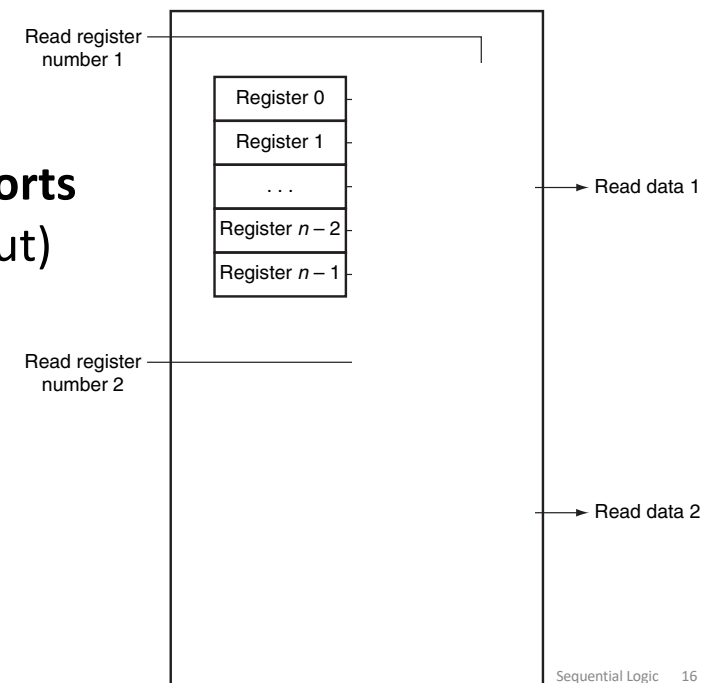 Read register
number 1
Register 0
Register 1
. . .
Register n – 2
Register n – 1
orts
ut)
Read data 1
Read register
number 2
Read data 2
Sequential Logic 16